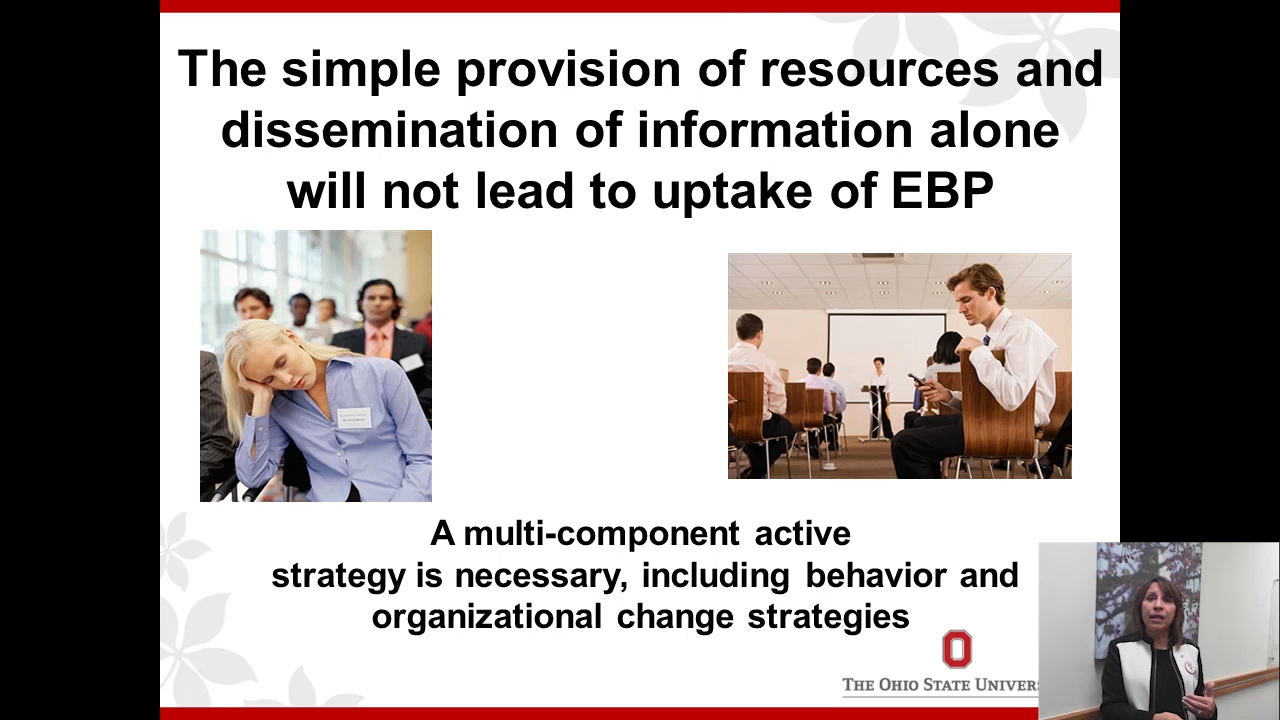 The simple provision of resources and
dissemination of information alone
will not lead to uptake of EBP
A multi-component active
strategy is necessary, including behavior and
organizational change strategies
THE OHIO STATE